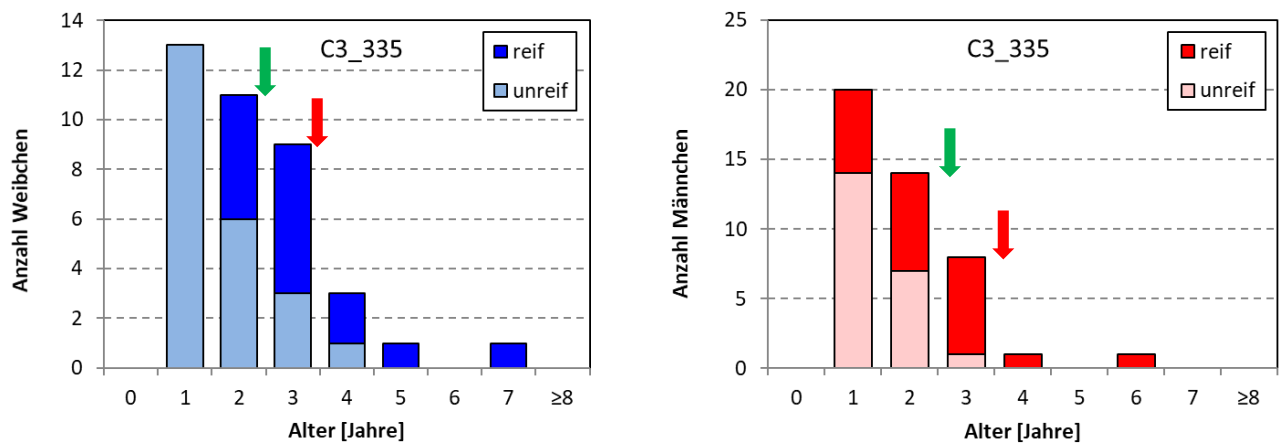 C3_335
reif
unreif
Anzahl Weibchen
14
12
10
8
6
4
2
0
0 1 2 3 4 5 6 7 ≥8
Alter [Jahre]
C3_335
reif
unreif
Anzahl Männchen
25
20
15
10
5
0
0 1 2 3 4 5 6 7 ≥8
Alter [Jahre]